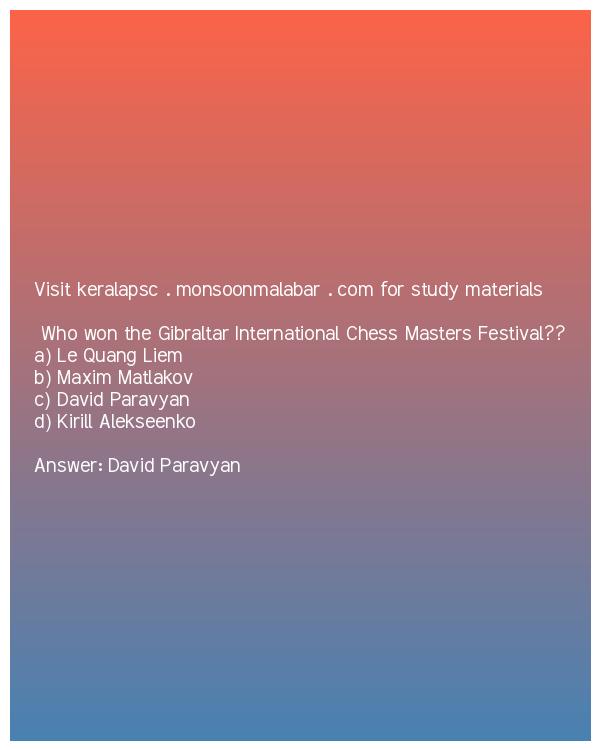 Visit keralapsc . monsoonmalabar . com for study materials
Who won the Gibraltar International Chess Masters Festival??
a) Le Quang Liem
b) Maxim Matlakov
c) David Paravyan
d) Kirill Alekseenko
Answer: David Paravyan